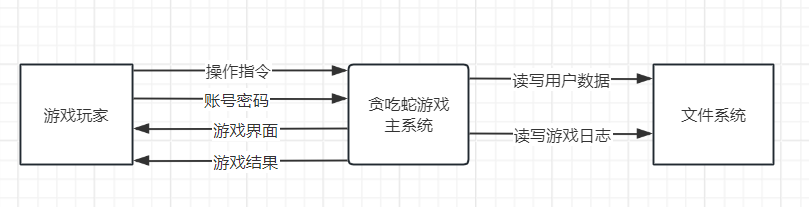 操作指令
账号密码
游戏玩家
游戏界面
游戏结果
贪吃蛇游戏
主系统
读写用户数据
读写游戏日志
文件系统